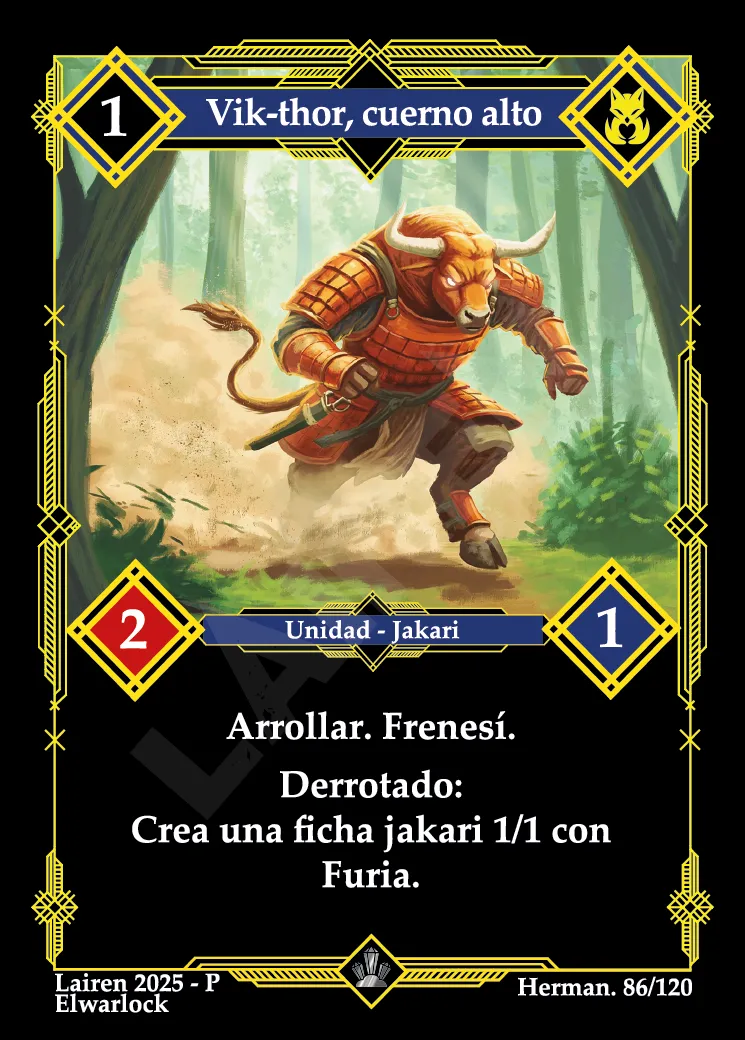 1
Vik-thor, cuerno alto
2
Unidad - Jakari
1
Arrollar. Frenesí.
Derrotado:
Crea una ficha jakari 1/1 con
Furia.
Lairen 2025 - P
Elwarlock
Herman. 86/120